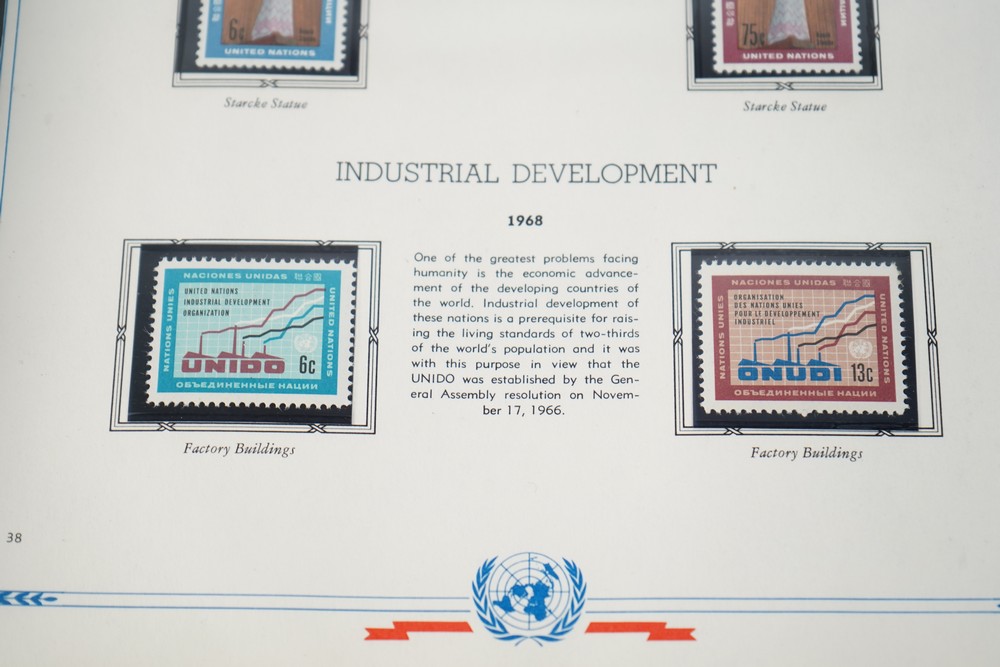 6c
UNITED NATIONS
Starcke Statue
75c
UNITED NATIONS
Starcke Statue
INDUSTRIAL DEVELOPMENT
1968
NACIONES UNIDAS
NATIONS UNIES
UNITED NATIONS
INDUSTRIAL DEVELOPMENT
ORGANIZATION
UNITED NATIONS
UNIDO
6c
ОБЪЕДИНЕННЫЕ НАЦИИ
Factory Buildings
One of the greatest problems facing
humanity is the economic advance-
ment of the developing countries of
the world. Industrial development of
these nations is a prerequisite for rais-
ing the living standards of two-thirds
of the world's population and it was
with this purpose in view that the
UNIDO was established by the Gen-
eral Assembly resolution on Novem-
ber 17, 1966.
NACIONES UNIDAS
NATIONS UNIES
ORGANISATION
DES NATIONS UNIES
POUR LE DÉVELOPPEMENT
INDUSTRIEL
UNITED NATIONS
ONUDI
13c
ОБЪЕДИНЕННЫЕ НАЦИИ
Factory Buildings
38